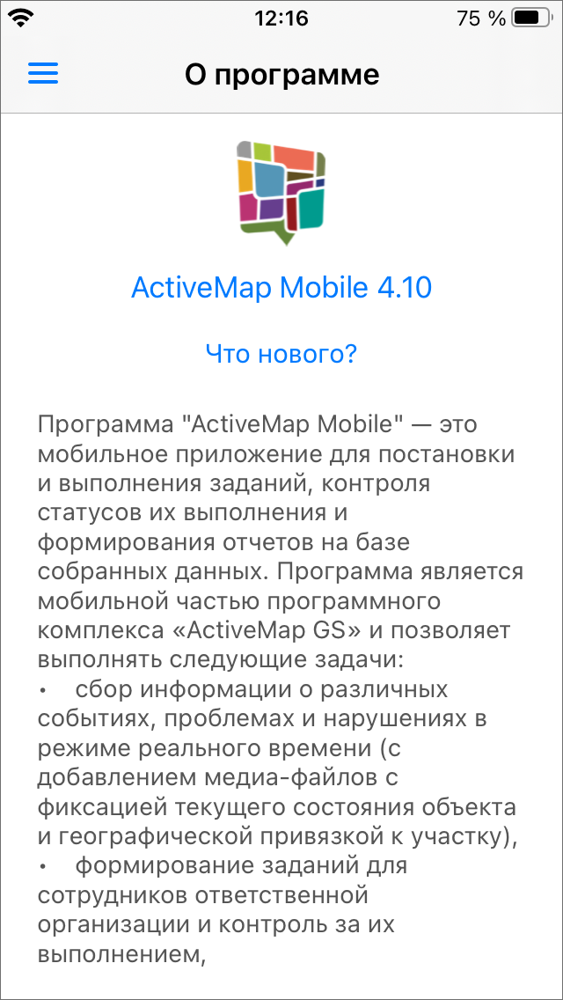 12:16
75 %
О программе
ActiveMap Mobile 4.10
Что нового?
Программа "ActiveMap Mobile" — это
мобильное приложение для постановки
и выполнения заданий, контроля
статусов их выполнения и
формирования отчетов на базе
собранных данных. Программа является
мобильной частью программного
комплекса «ActiveMap GS» и позволяет
выполнять следующие задачи:
• сбор информации о различных
событиях, проблемах и нарушениях в
режиме реального времени (с
добавлением медиа-файлов с
фиксацией текущего состояния объекта
и географической привязкой к участку),
• формирование заданий для
сотрудников ответственной
организации и контроль за их
выполнением,